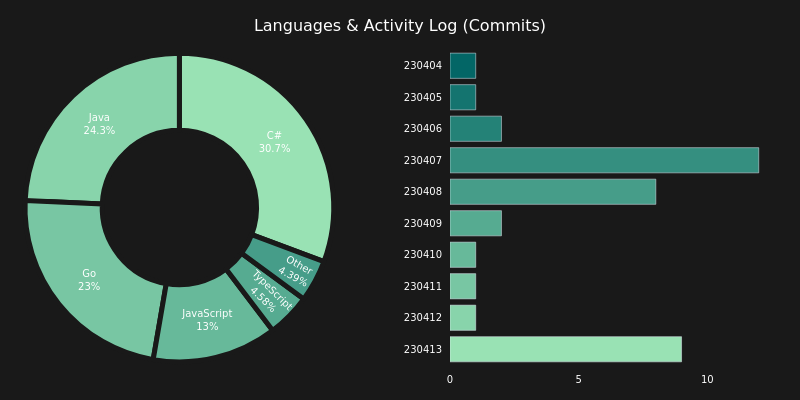 Languages & Activity Log (Commits)
Java
24.3%
C#
30.7%
Go
23%
JavaScript
13%
TypeScript
4.58%
Other
4.39%
230404
230405
230406
230407
230408
230409
230410
230411
230412
230413
0
5
10